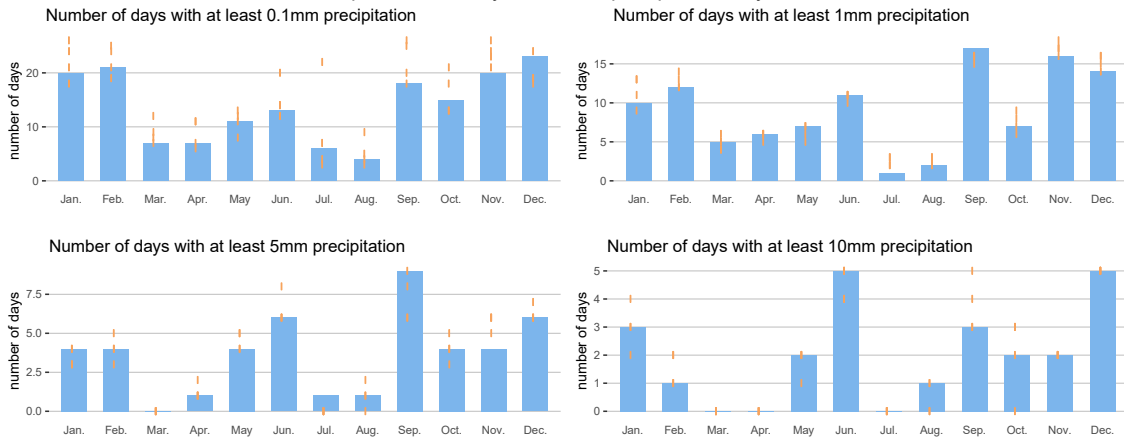 Number of days with at least 0.1mm precipitation
number of days
20
10
0
Jan. Feb. Mar. Apr. May Jun. Jul. Aug. Sep. Oct. Nov. Dec.
Number of days with at least 1mm precipitation
number of days
15
10
5
0
Jan. Feb. Mar. Apr. May Jun. Jul. Aug. Sep. Oct. Nov. Dec.
Number of days with at least 5mm precipitation
number of days
7.5
5.0
2.5
0.0
Jan. Feb. Mar. Apr. May Jun. Jul. Aug. Sep. Oct. Nov. Dec.
Number of days with at least 10mm precipitation
number of days
5
4
3
2
1
0
Jan. Feb. Mar. Apr. May Jun. Jul. Aug. Sep. Oct. Nov. Dec.